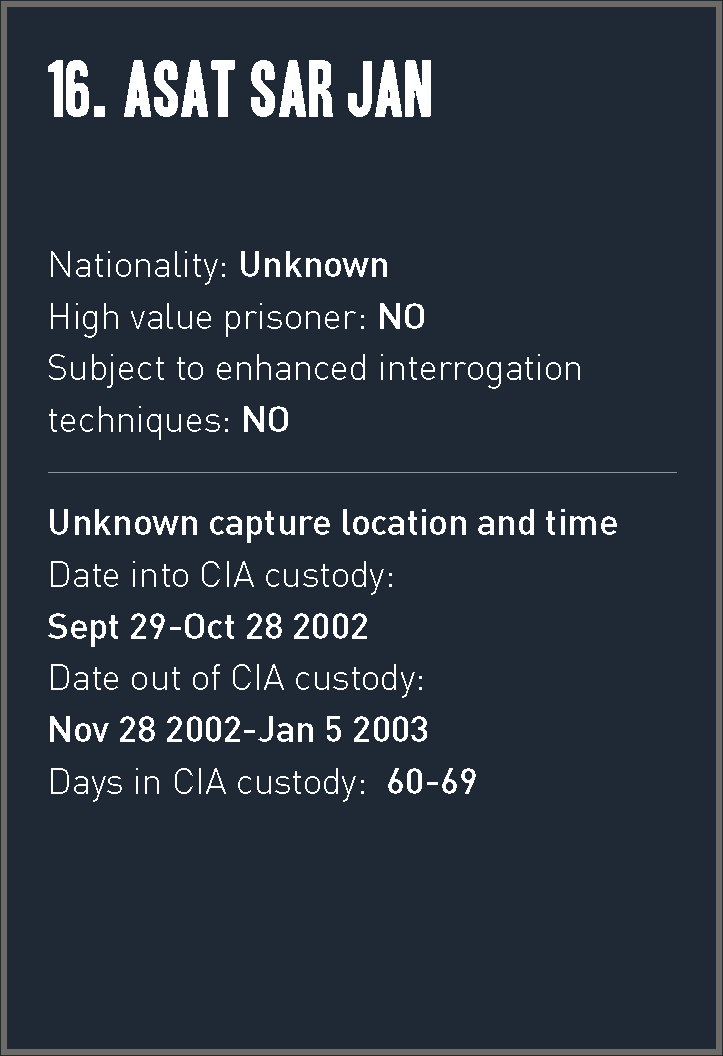 16. ASAT SAR JAN
Nationality: Unknown
High value prisoner: NO
Subject to enhanced interrogation
techniques: NO
Unknown capture location and time
Date into CIA custody:
Sept 29-Oct 28 2002
Date out of CIA custody:
Nov 28 2002-Jan 5 2003
Days in CIA custody: 60-69